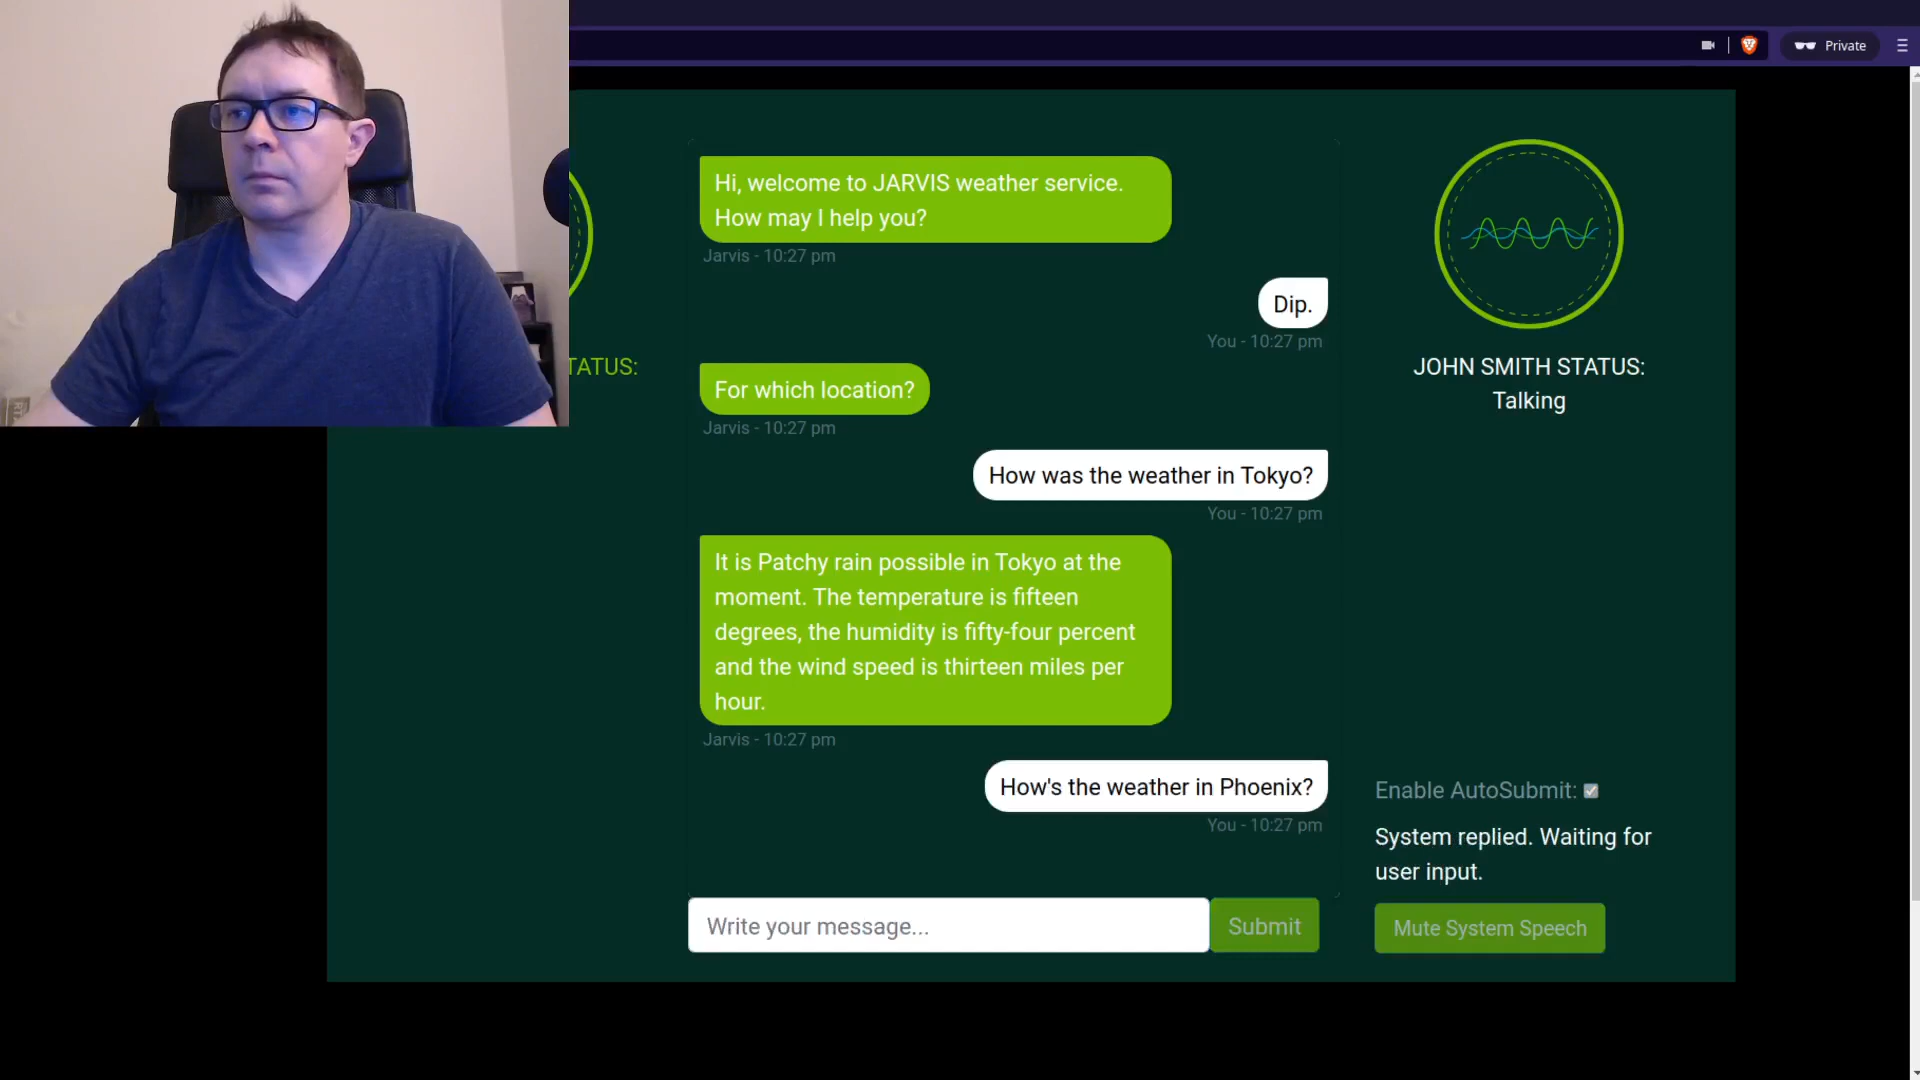 Private
Hi, welcome to JARVIS weather service.
How may I help you?
Jarvis - 10:27 pm
Dip.
You - 10:27 pm
For which location?
Jarvis - 10:27 pm
How was the weather in Tokyo?
You - 10:27 pm
It is Patchy rain possible in Tokyo at the
moment. The temperature is fifteen
degrees, the humidity is fifty-four percent
and the wind speed is thirteen miles per
hour.
Jarvis - 10:27 pm
How's the weather in Phoenix?
You - 10:27 pm
Write your message...
Submit
TATUS:
JOHN SMITH STATUS:
Talking
Enable AutoSubmit:
System replied. Waiting for
user input.
Mute System Speech